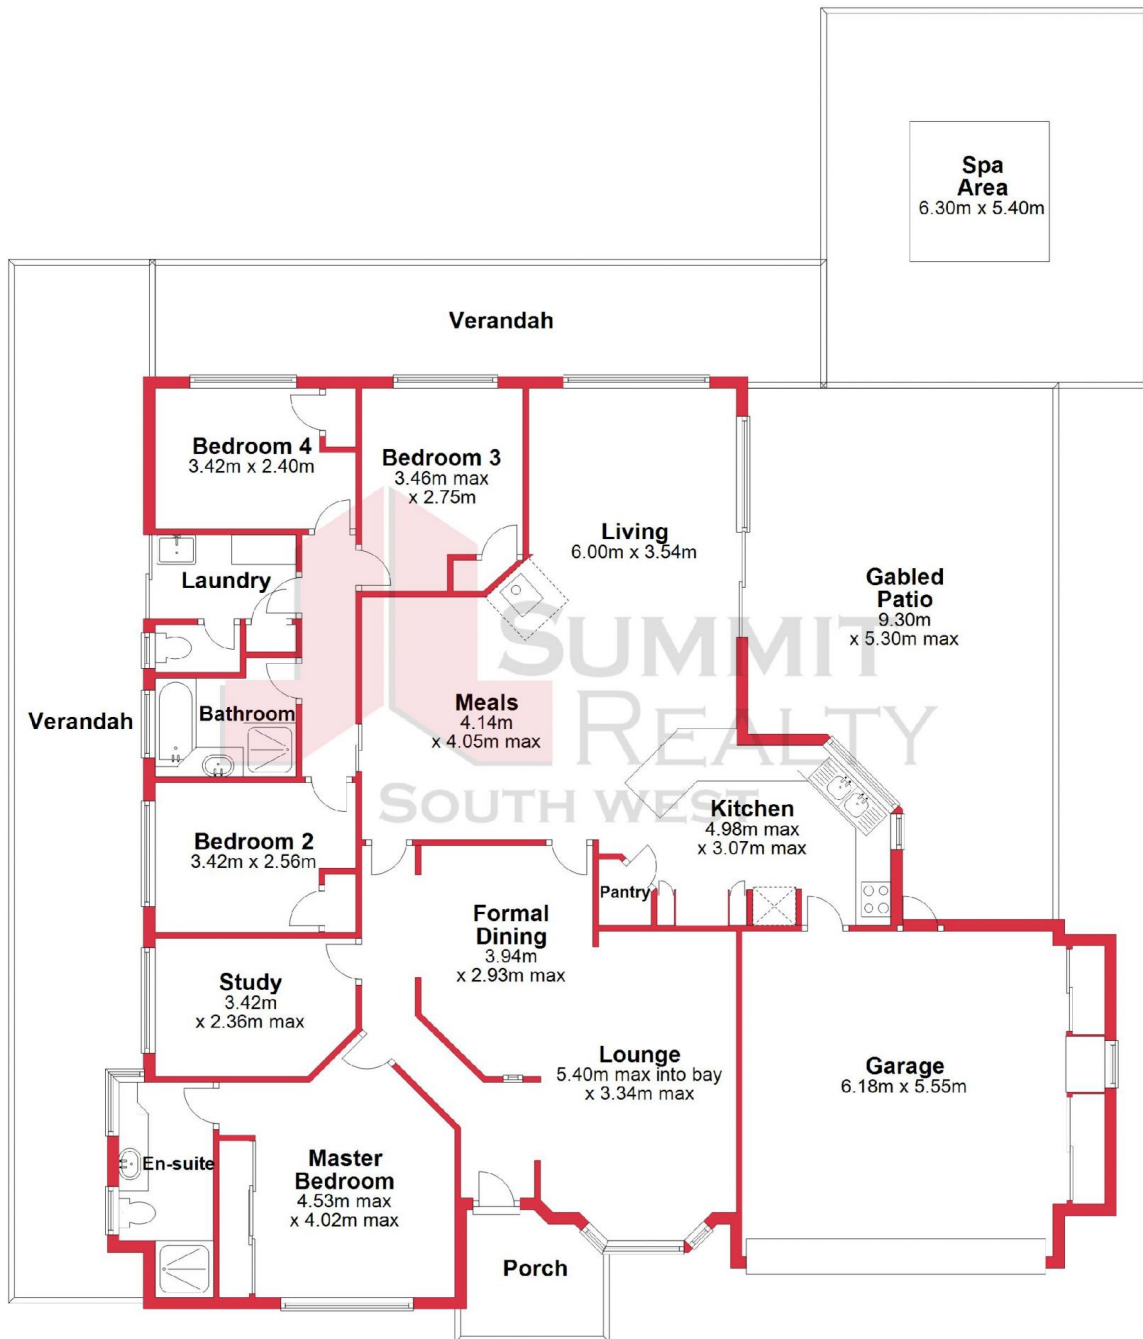 Spa
Area
6.30m x 5.40m
Verandah
Bedroom 4
3.42m x 2.40m
Bedroom 3
3.46m max
x 2.75m
Living
6.00m x 3.54m
Laundry
Gabled
Patio
9.30m
x 5.30m max
SUMMIT
REALTY
SOUTH WEST
Verandah
Bathroom
Meals
4.14m
x 4.05m max
Kitchen
4.98m max
x 3.07m max
Bedroom 2
3.42m x 2.56m
Pantry
Formal
Dining
3.94m
x 2.93m max
Study
3.42m
x 2.36m max
Lounge
5.40m max into bay
x 3.34m max
Garage
6.18m x 5.55m
En-suite
Master
Bedroom
4.53m max
x 4.02m max
Porch